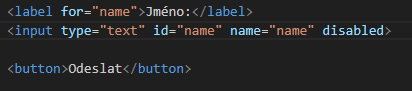 <label for="name">Jméno:</label>
<input type="text" id="name" name="name" disabled>
<button>Odeslat</button>